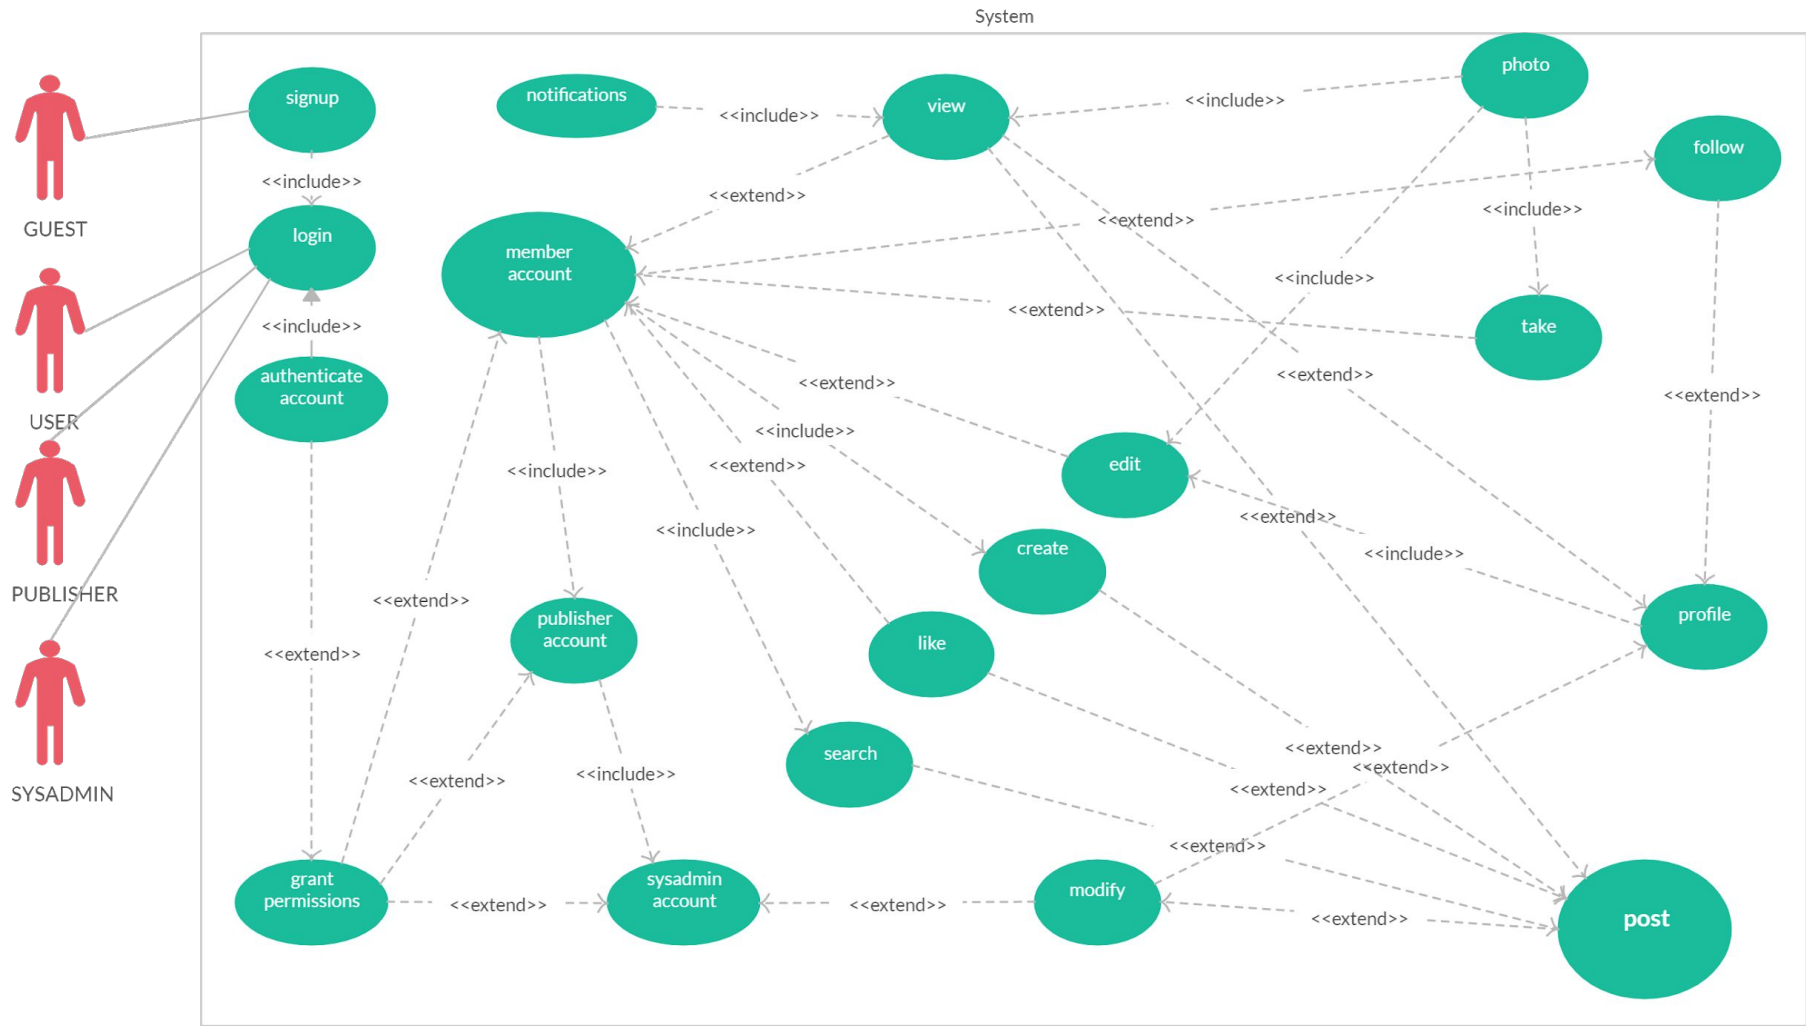 System
photo
signup
notifications
view
<<include>>
<<include>>
follow
<<include>>
<<extend>>
<<include>>
<<extend>>
GUEST
login
member
account
<<include>>
<<extend>>
<<include>>
take
authenticate
account
<<extend>>
<<extend>>
<<extend>>
USER
<<include>>
<<extend>>
edit
<<include>>
<<include>>
<<extend>>
<<include>>
create
PUBLISHER
<<extend>>
publisher
account
like
profile
<<extend>>
<<extend>>
search
<<extend>>
<<include>>
<<extend>>
<<extend>>
SYSADMIN
<<extend>>
grant
permissions
<<extend>>
sysadmin
account
<<extend>>
modify
<<extend>>
post